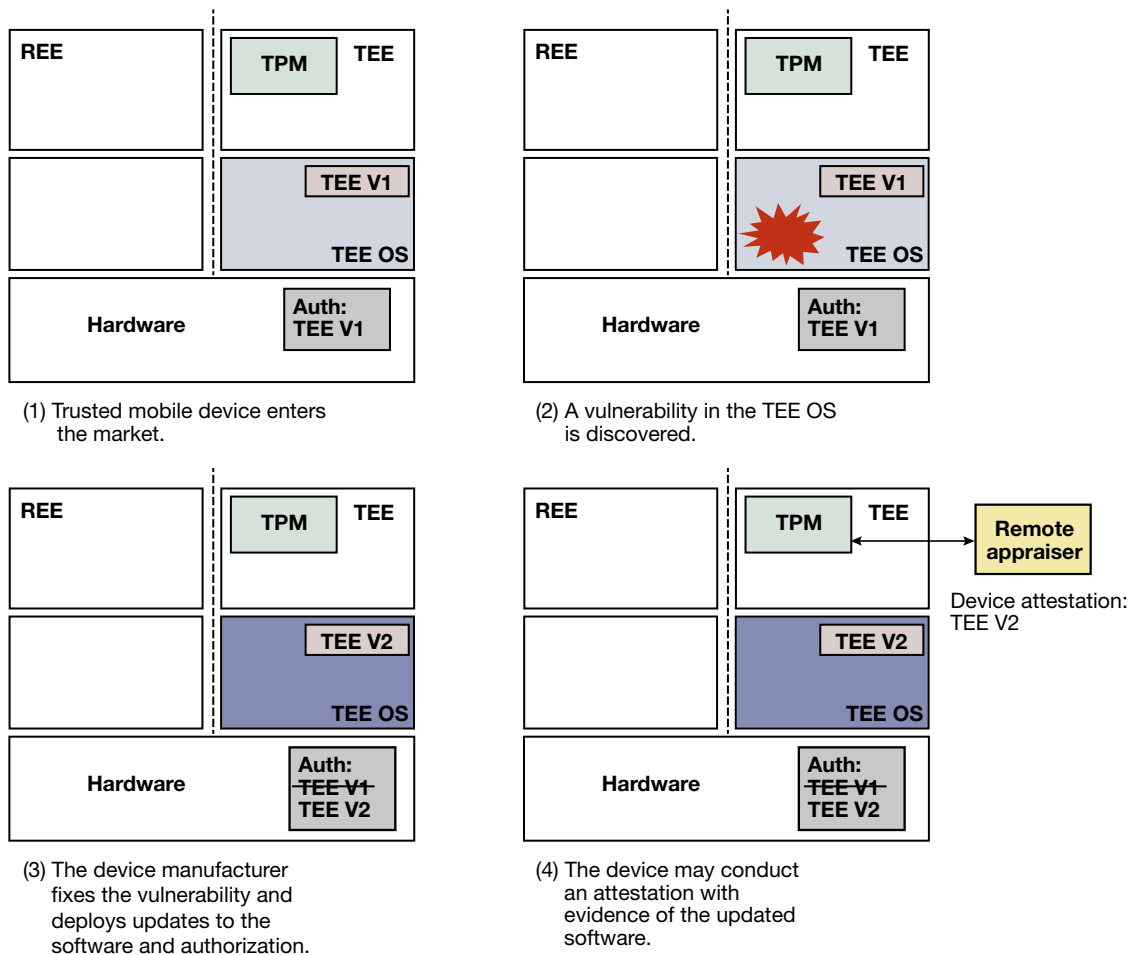 REE
TPM
TEE
TEE V1
TEE OS
Hardware
Auth:
TEE V1
(1) Trusted mobile device enters
the market.
REE
TPM
TEE
TEE V1
TEE OS
Hardware
Auth:
TEE V1
(2) A vulnerability in the TEE OS
is discovered.
REE
TPM
TEE
TEE V2
TEE OS
Hardware
Auth:
TEE V1
TEE V2
(3) The device manufacturer
fixes the vulnerability and
deploys updates to the
software and authorization.
REE
TPM
TEE
Remote
appraiser
Device attestation:
TEE V2
TEE V2
TEE OS
Hardware
Auth:
TEE V1
TEE V2
(4) The device may conduct
an attestation with
evidence of the updated
software.